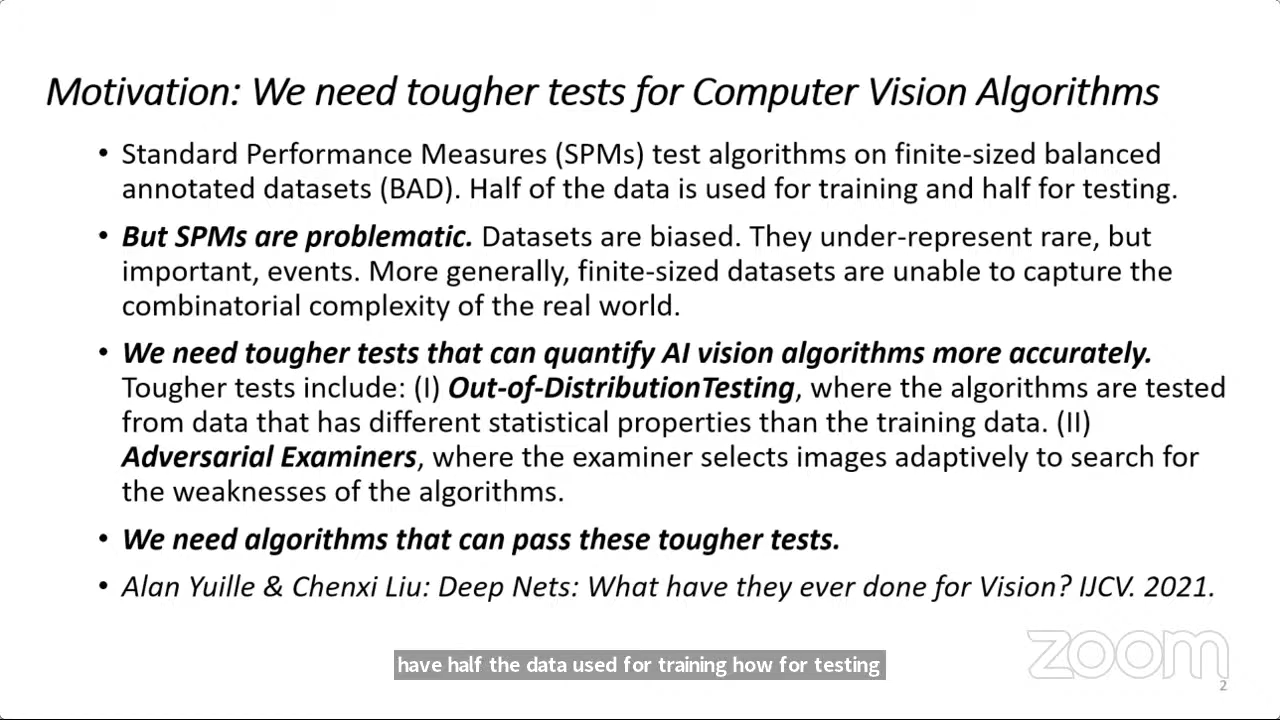 Motivation: We need tougher tests for Computer Vision Algorithms
• Standard Performance Measures (SPMs) test algorithms on finite-sized balanced
annotated datasets (BAD). Half of the data is used for training and half for testing.
• But SPMs are problematic. Datasets are biased. They under-represent rare, but
important, events. More generally, finite-sized datasets are unable to capture the
combinatorial complexity of the real world.
• We need tougher tests that can quantify AI vision algorithms more accurately.
Tougher tests include: (I) Out-of-DistributionTesting, where the algorithms are tested
from data that has different statistical properties than the training data. (II)
Adversarial Examiners, where the examiner selects images adaptively to search for
the weaknesses of the algorithms.
• We need algorithms that can pass these tougher tests.
• Alan Yuille & Chenxi Liu: Deep Nets: What have they ever done for Vision? IJCV. 2021.
have half the data used for training how for testing
zoom
2